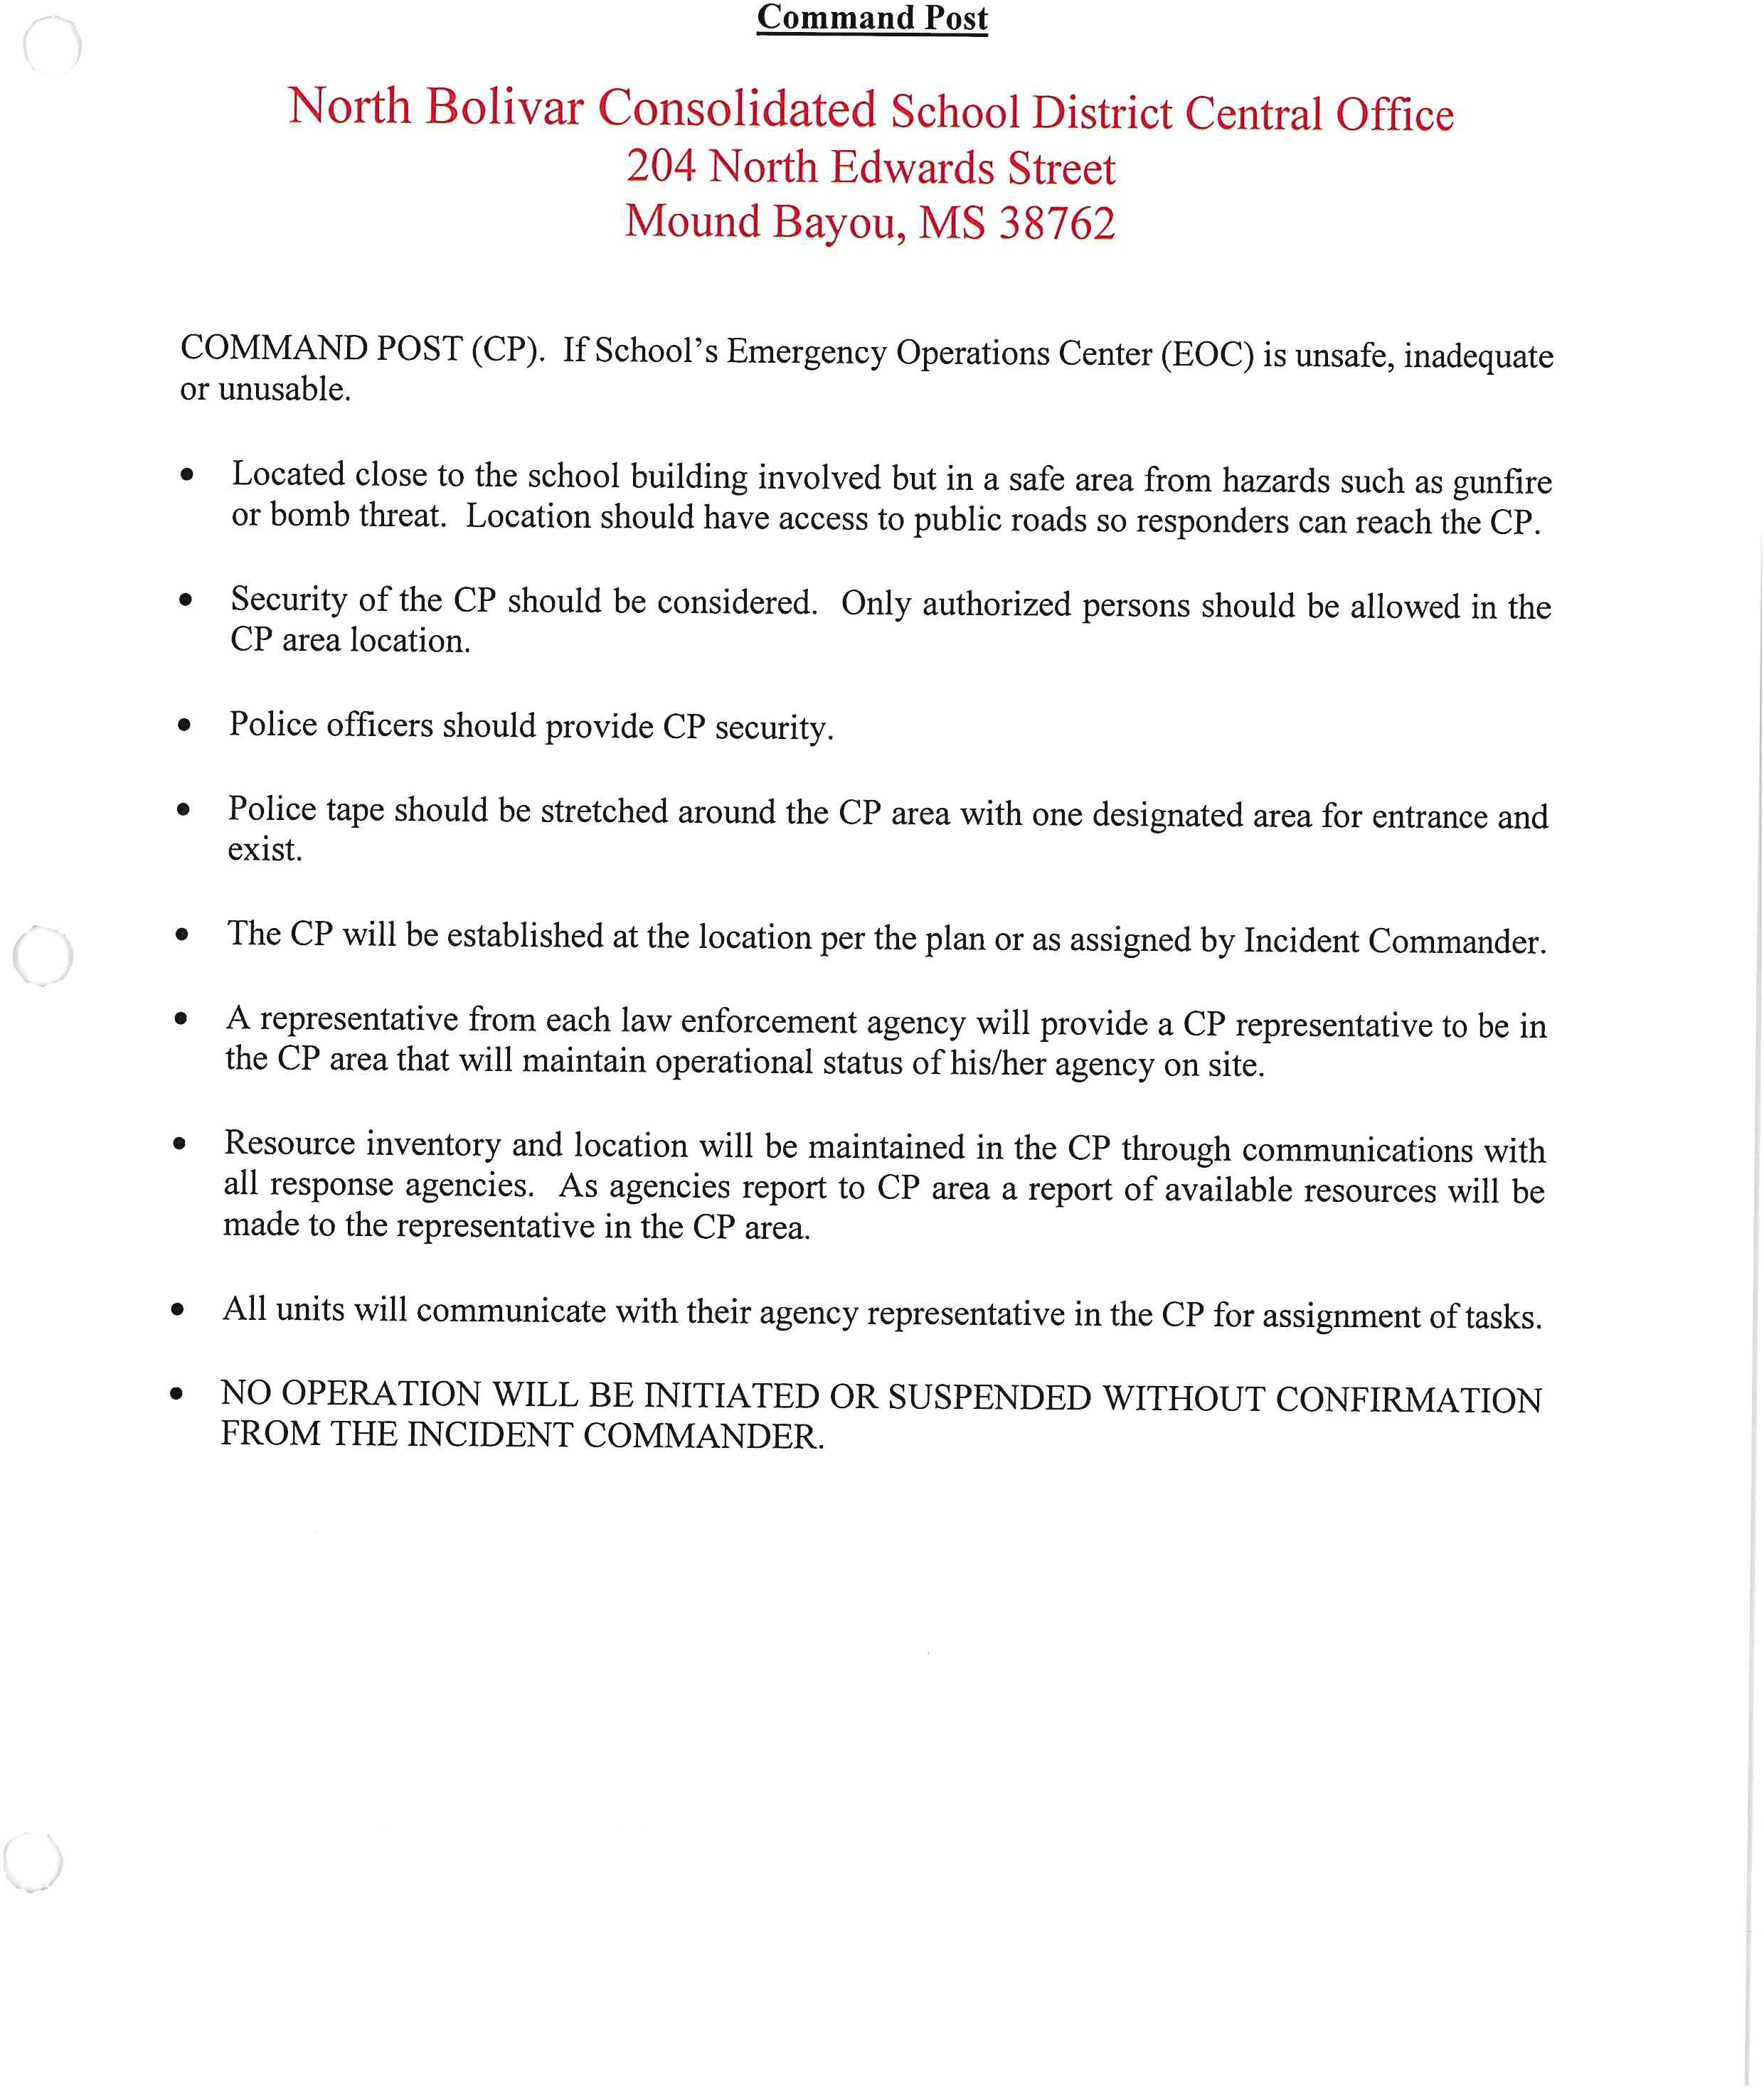 Command Post
North Bolivar Consolidated School District Central Office
204 North Edwards Street
Mound Bayou, MS 38762
COMMAND POST (CP).  If School's Emergency Operations Center (EOC) is unsafe, inadequate
or unusable.
• Located close to the school building involved but in a safe area from hazards such as gunfire
or bomb threat.  Location should have access to public roads so responders can reach the CP.
• Security of the CP should be considered.  Only authorized persons should be allowed in the
CP area location.
• Police officers should provide CP security.
• Police tape should be stretched around the CP area with one designated area for entrance and
exist.
• The CP will be established at the location per the plan or as assigned by Incident Commander.
• A representative from each law enforcement agency will provide a CP representative to be in
the CP area that will maintain operational status of his/her agency on site.
• Resource inventory and location will be maintained in the CP through communications with
all response agencies.  As agencies report to CP area a report of available resources will be
made to the representative in the CP area.
• All units will communicate with their agency representative in the CP for assignment of tasks.
• NO OPERATION WILL BE INITIATED OR SUSPENDED WITHOUT CONFIRMATION
FROM THE INCIDENT COMMANDER.